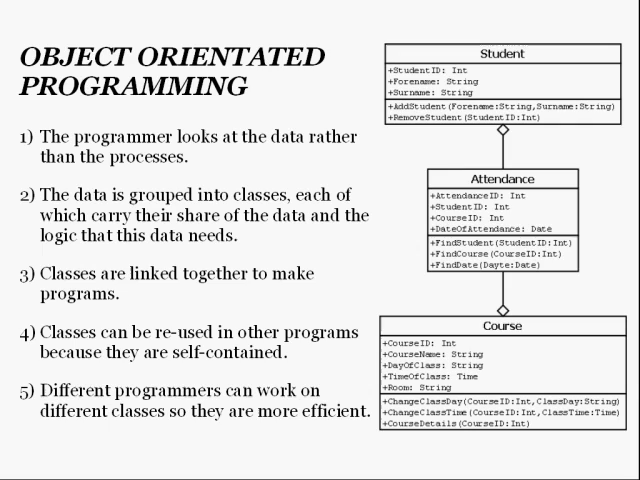 OBJECT ORIENTATED
PROGRAMMING
1) The programmer looks at the data rather
than the processes.
2) The data is grouped into classes, each of
which carry their share of the data and the
logic that this data needs.
3) Classes are linked together to make
programs.
4) Classes can be re-used in other programs
because they are self-contained.
5) Different programmers can work on
different classes so they are more efficient.
Student
+StudentID: Int
+Forename: String
+Surname: String
+AddStudent(Forename:String,Surname:String)
+RemoveStudent(StudentID:Int)
Attendance
+AttendanceID: Int
+StudentID: Int
+CourseID: Int
+DateOfAttendance: Date
+FindStudent(StudentID:Int)
+FindCourse(CourseID:Int)
+FindDate(Dayte:Date)
Course
+CourseID: Int
+CourseName: String
+DayOfClass: String
+TimeOfClass: Time
+Room: String
+ChangeClassDay(CourseID:Int,ClassDay:String)
+ChangeClassTime(CourseID:Int,ClassTime:Time)
+CourseDetails(CourseID:Int)